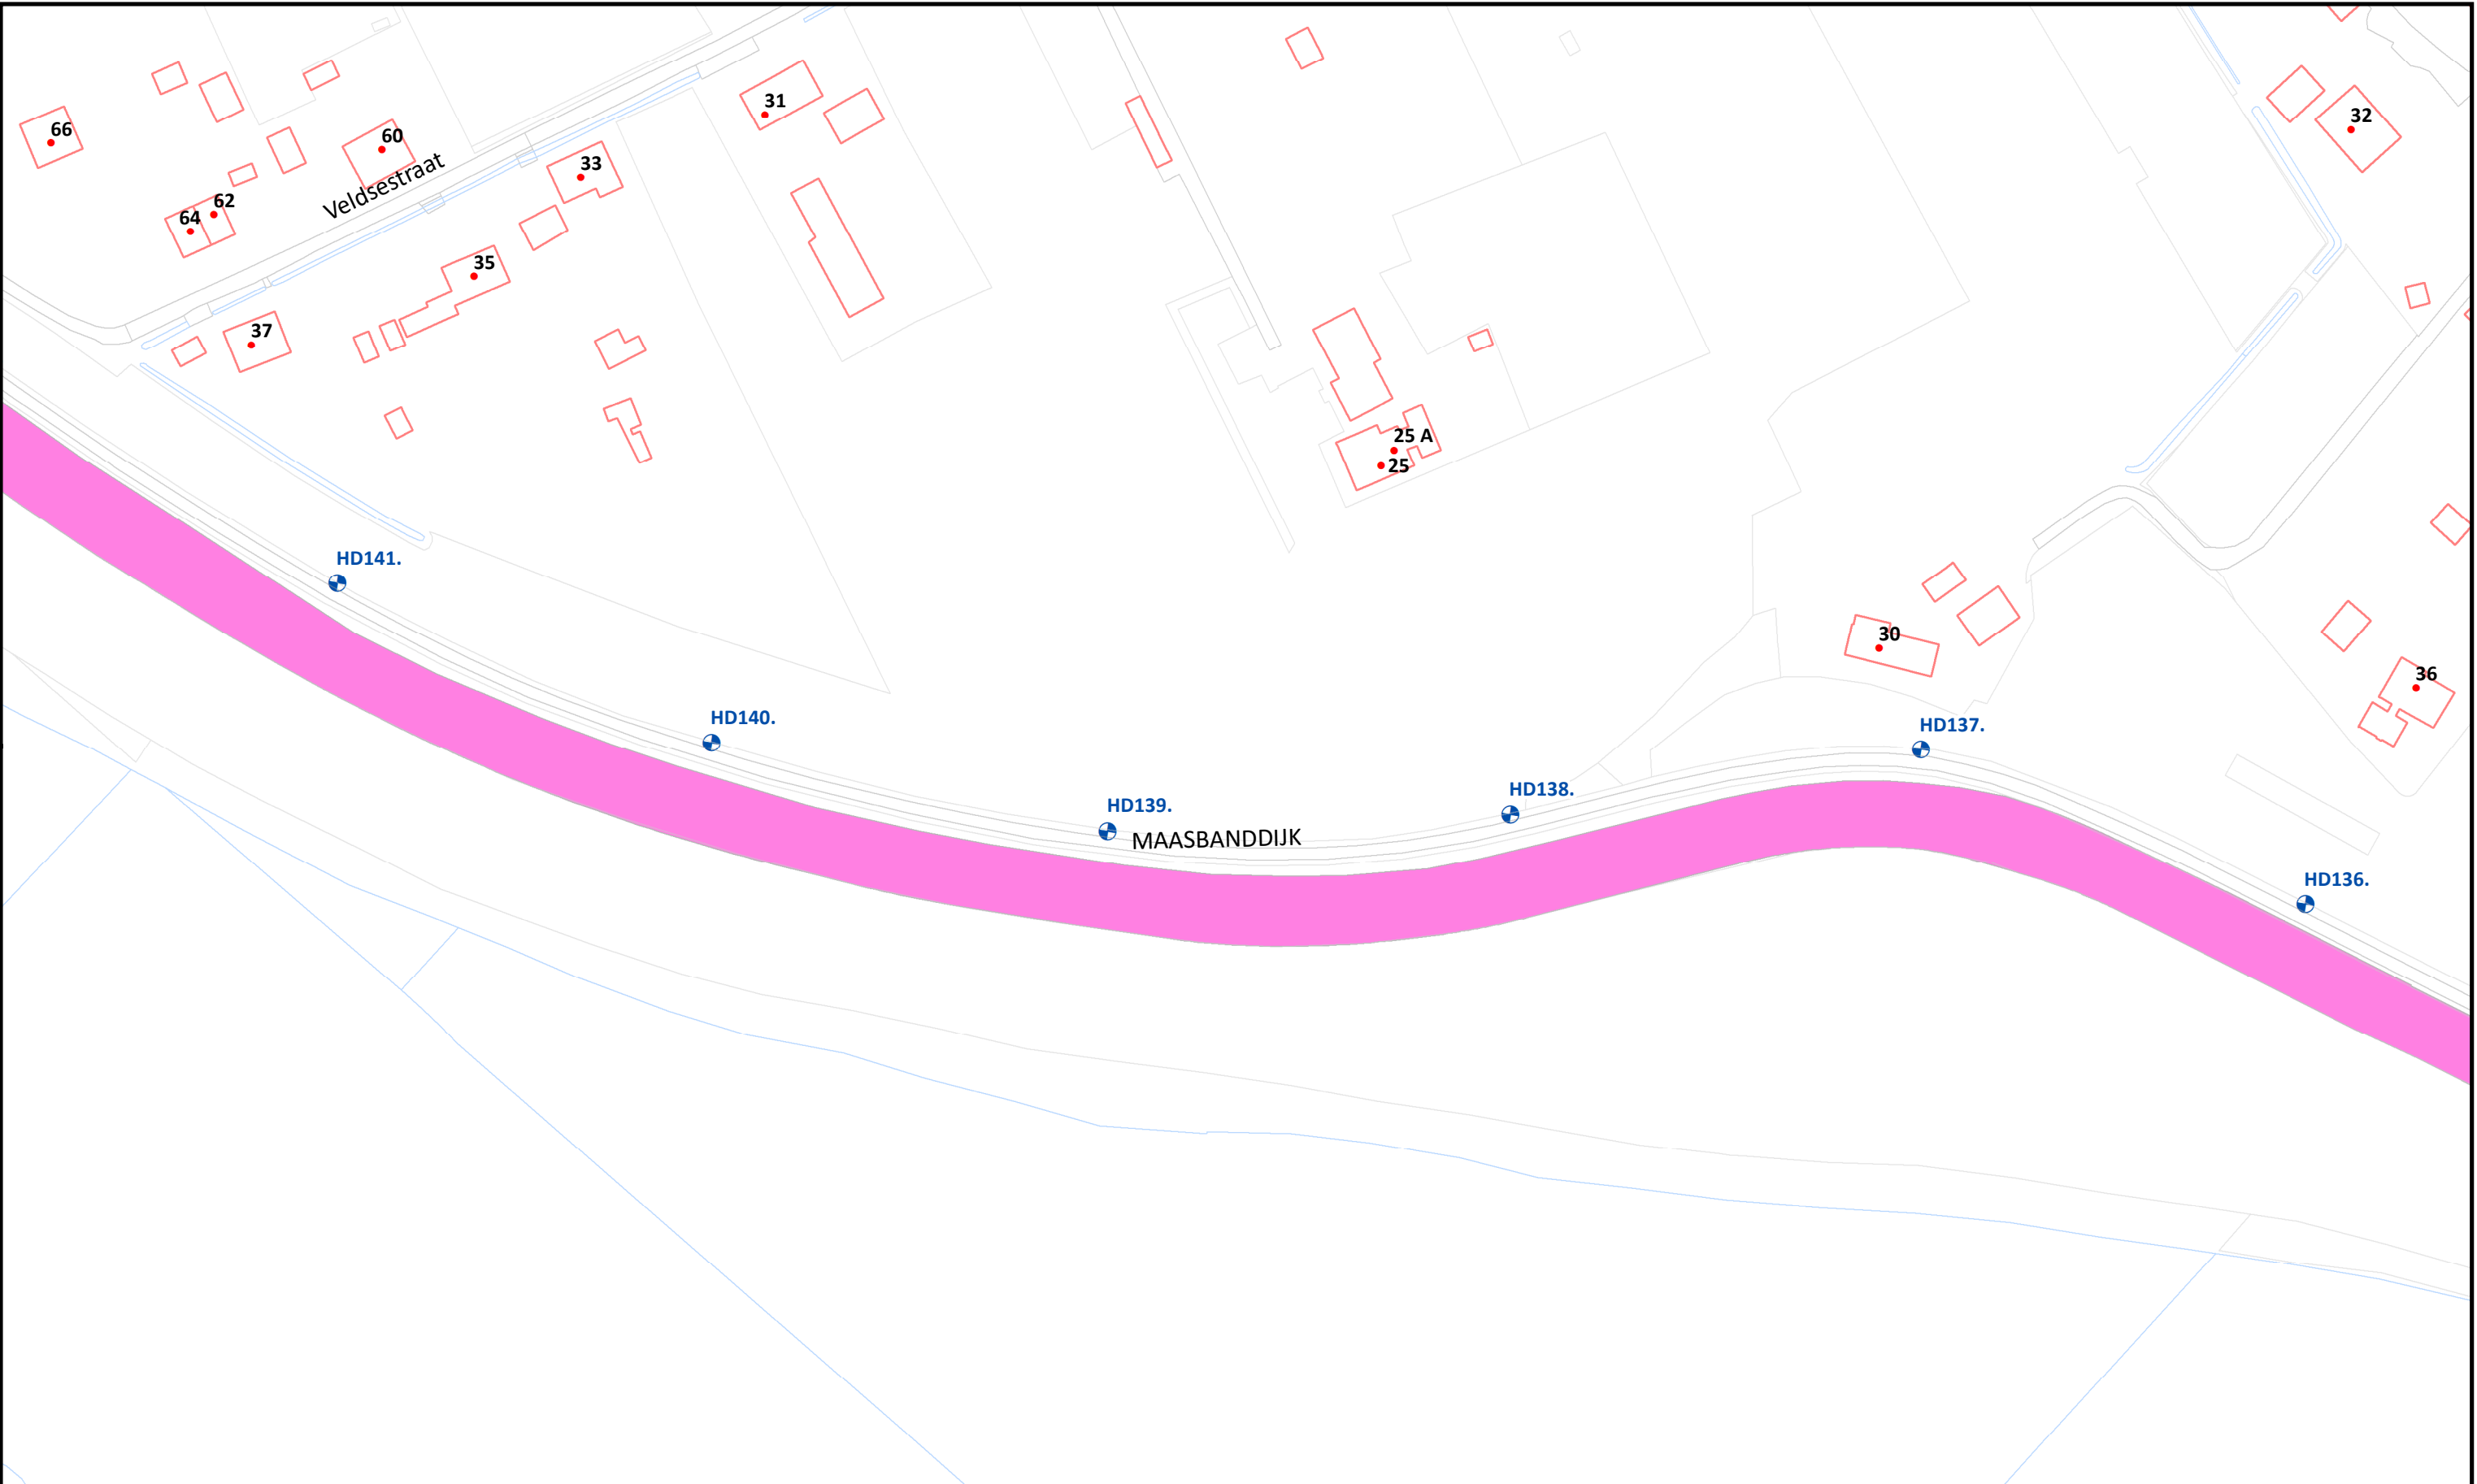 31
32
66
60
33
Veldsestraat
62
64
35
37
25 A
25
HD141.
30
36
HD140.
HD137.
HD138.
HD139.
MAASBANDDIJK
HD136.